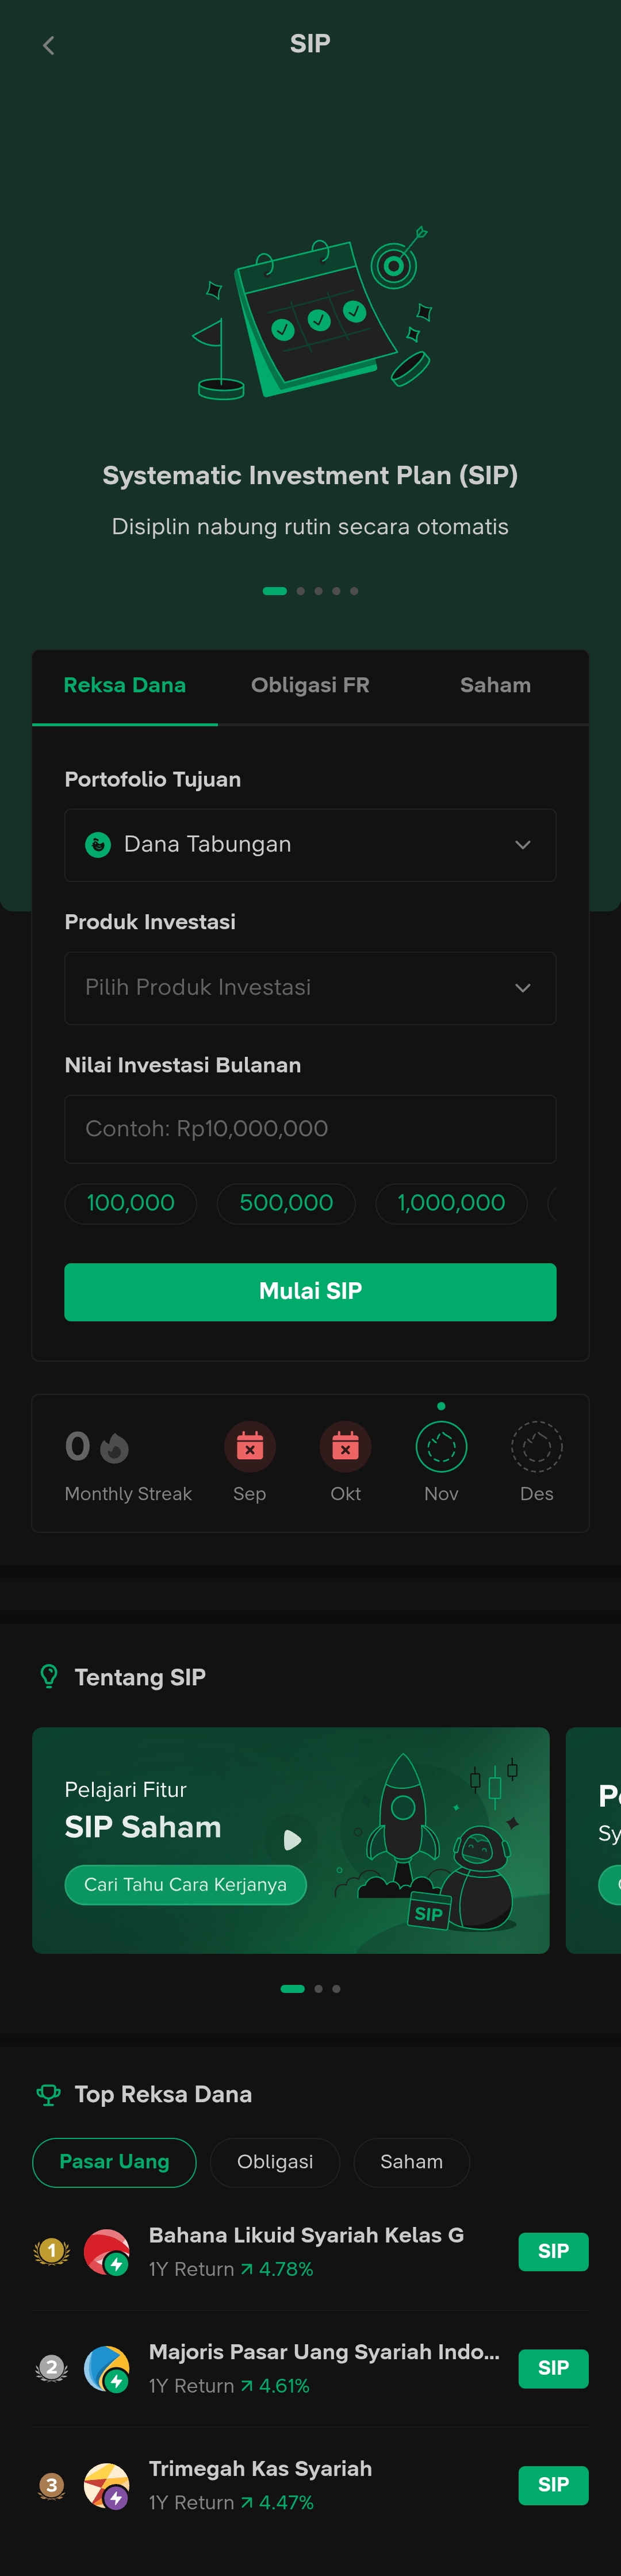 SIP
Systematic Investment Plan (SIP)
Disiplin nabung rutin secara otomatis
Reksa Dana
Obligasi FR
Saham
Portofolio Tujuan
Dana Tabungan
Produk Investasi
Pilih Produk Investasi
Nilai Investasi Bulanan
Contoh: Rp10,000,000
100,000
500,000
1,000,000
Mulai SIP
0
Monthly Streak
Sep
Okt
Nov
Des
Tentang SIP
Pelajari Fitur
SIP Saham
Cari Tahu Cara Kerjanya
SIP
Top Reksa Dana
Pasar Uang
Obligasi
Saham
1
Bahana Likuid Syariah Kelas G
1Y Return 4.78%
SIP
2
Majoris Pasar Uang Syariah Indo...
1Y Return 4.61%
SIP
3
Trimegah Kas Syariah
1Y Return 4.47%
SIP